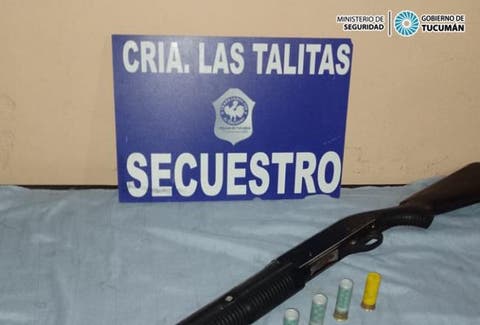 MINISTERIO DE
SEGURIDAD
GOBIERNO DE
TUCUMÁN
CRIA. LAS TALITAS
SECUESTRO